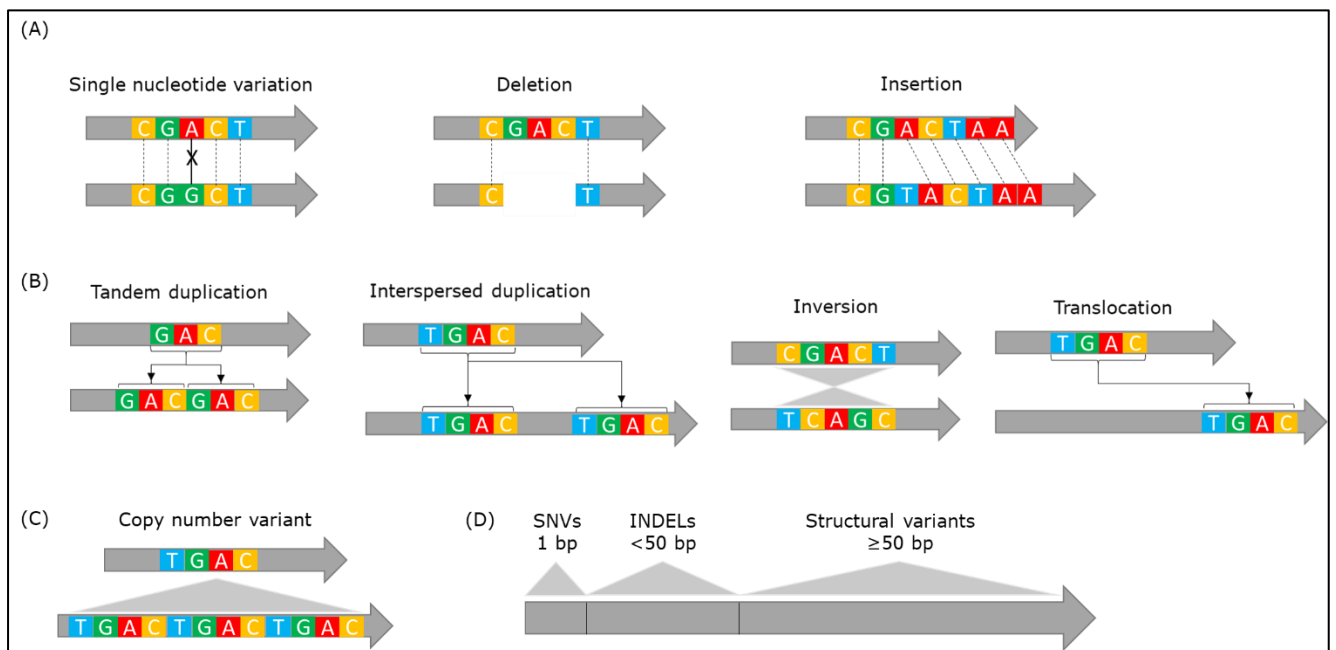 (A)
Single nucleotide variation
Deletion
Insertion
C G A C T
C G A C T
C G A C T A A
X
C G G C T
C T
C G T A C T A A
(B)
Tandem duplication
Interspersed duplication
Inversion
Translocation
G A C
T G A C
C G A C T
T G A C
G A C G A C
T G A C T G A C
T C A G C
T G A C
(C)
Copy number variant
T G A C
T G A C T G A C T G A C
(D)
SNVs
1 bp
INDELs
<50 bp
Structural variants
≥50 bp